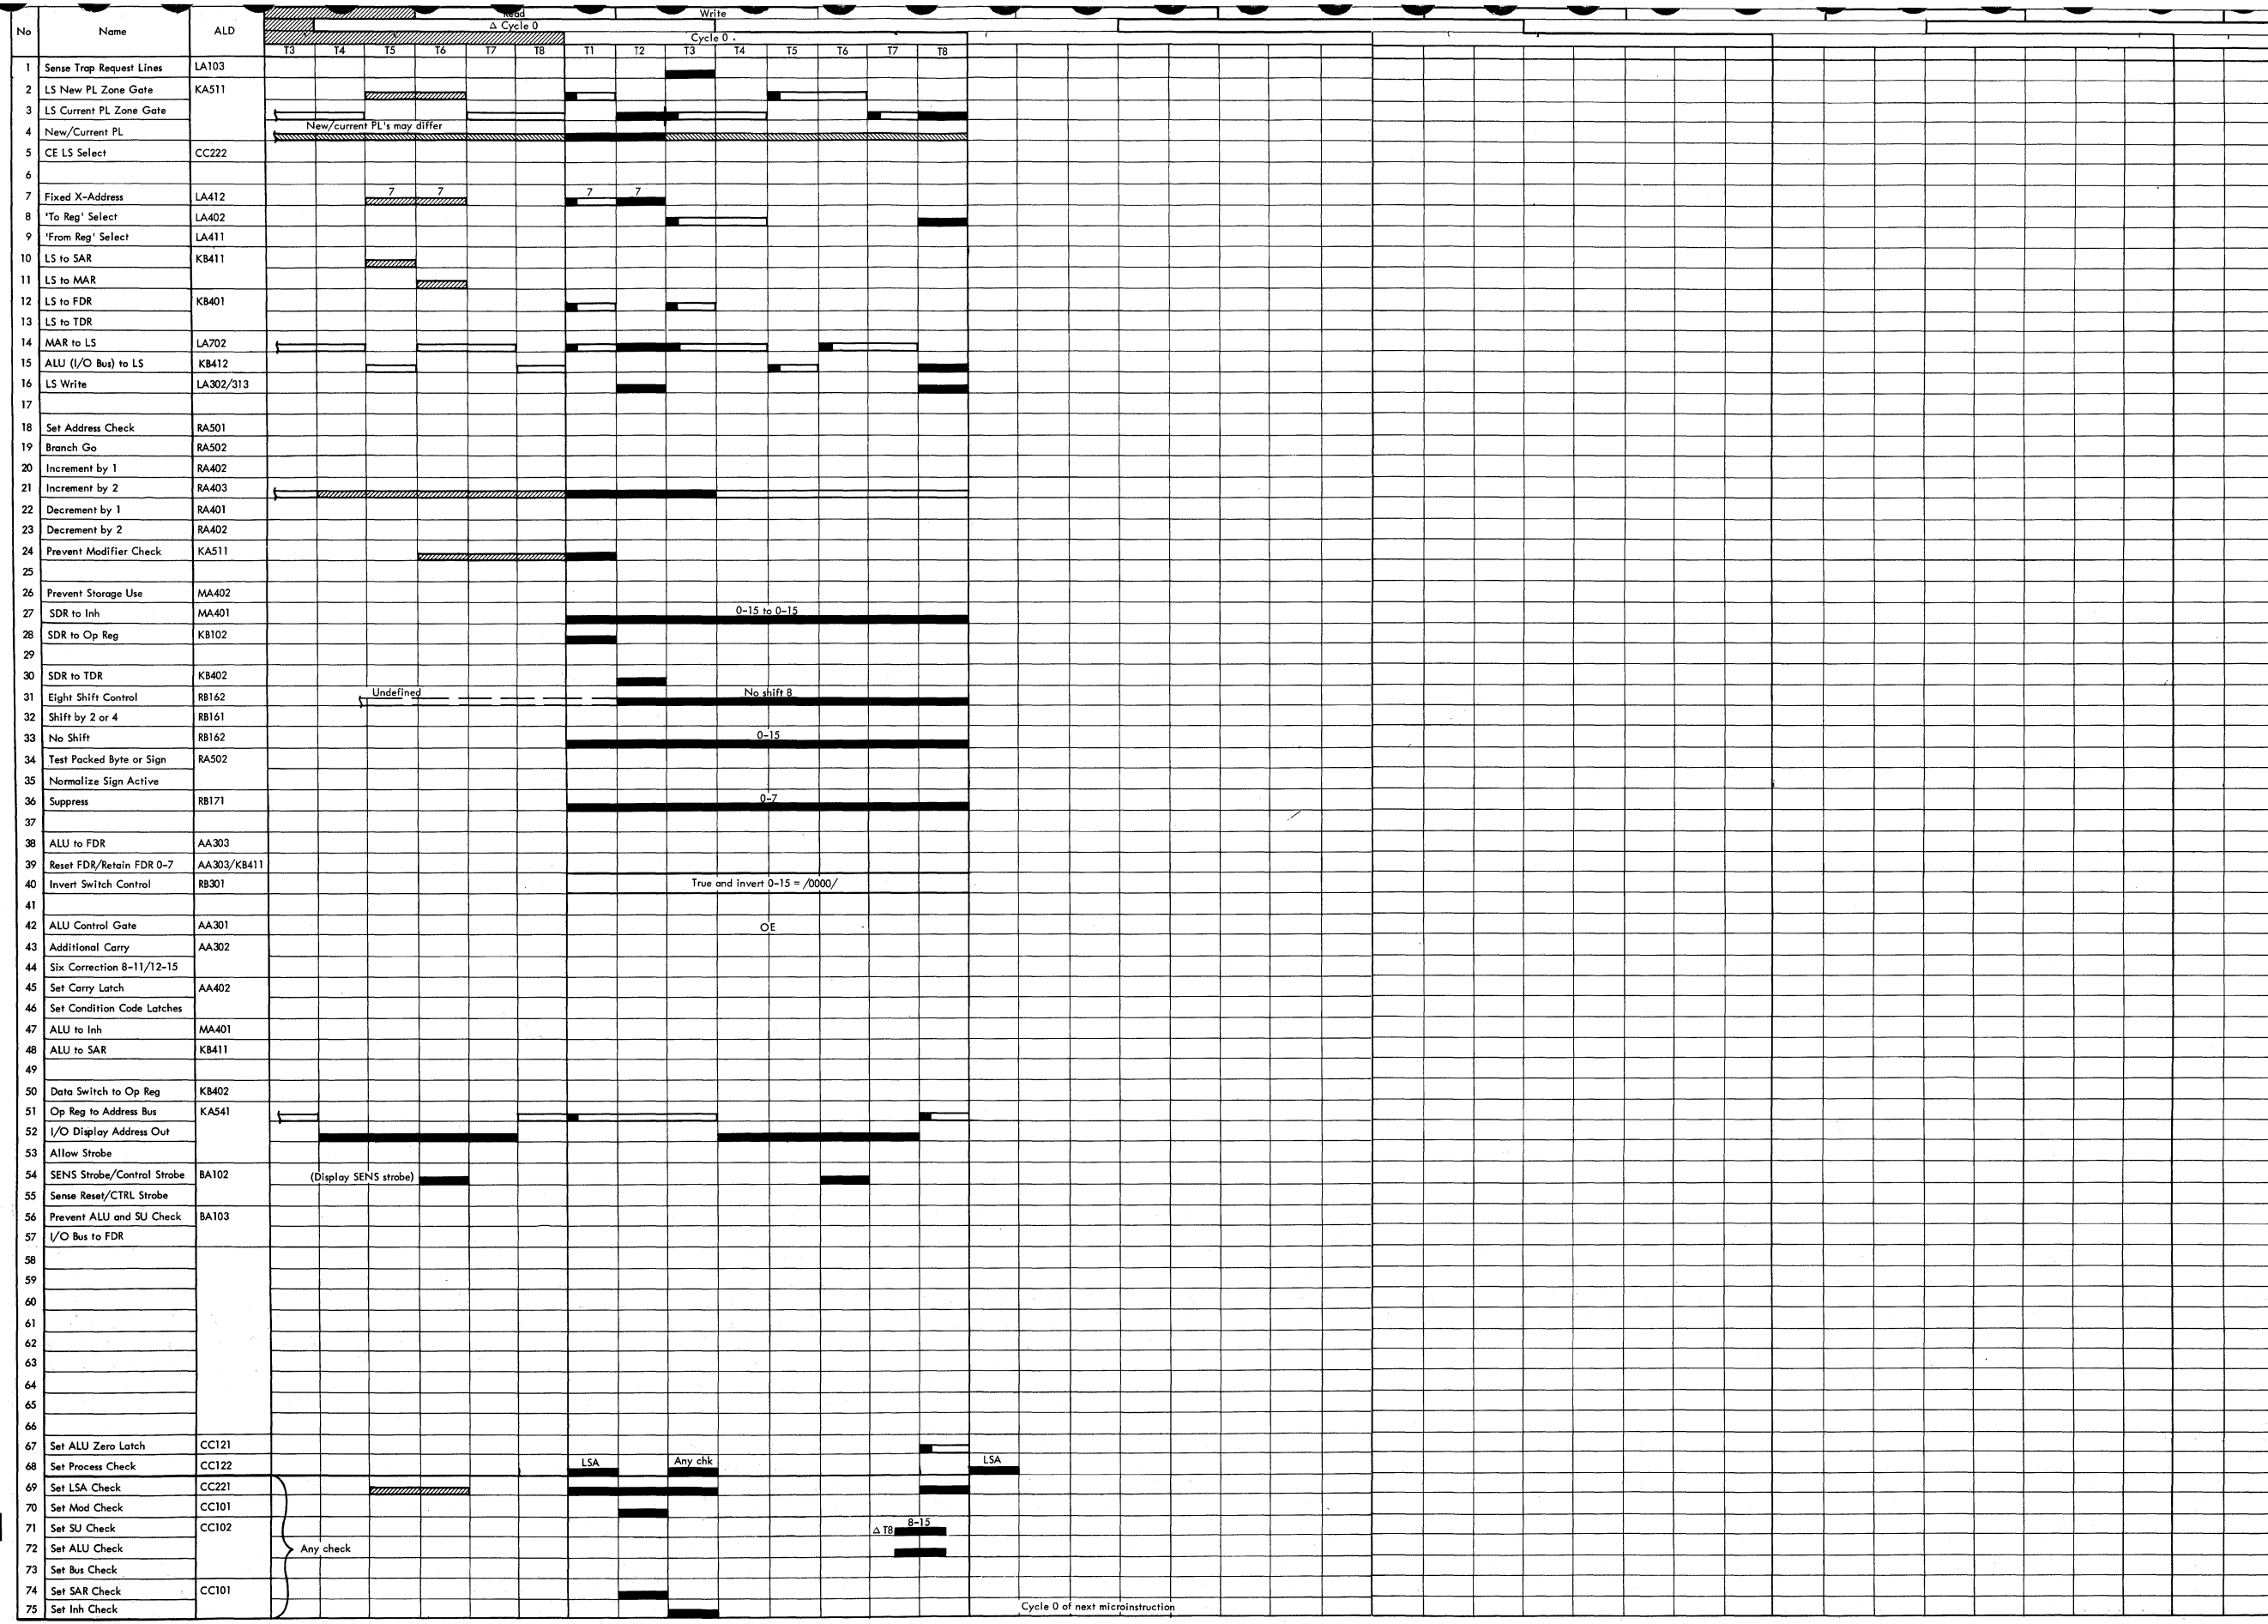 Read Write
Δ Cycle 0
No Name ALD
Cycle 0
T3 T4 T5 T6 T7 T8 T1 T2 T3 T4 T5 T6 T7 T8
1 Sense Trap Request Lines LA103
2 LS New PL Zone Gate KA511
3 LS Current PL Zone Gate
New/current PL's may differ
4 New/Current PL
5 CE LS Select CC222
6
7 7 7 7
7 Fixed X-Address LA412
8 'To Reg' Select LA402
9 'From Reg' Select LA411
10 LS to SAR KB411
11 LS to MAR
12 LS to FDR KB401
13 LS to TDR
14 MAR to LS LA702
15 ALU (I/O Bus) to LS KB412
16 LS Write LA302/313
17
18 Set Address Check RA501
19 Branch Go RA502
20 Increment by 1 RA402
21 Increment by 2 RA403
22 Decrement by 1 RA401
23 Decrement by 2 RA402
24 Prevent Modifier Check KA511
25
26 Prevent Storage Use MA402
27 SDR to Inh MA401 0-15 to 0-15
28 SDR to Op Reg KB102
29
30 SDR to TDR KB402
31 Eight Shift Control RB162 Undefined No shift 8
32 Shift by 2 or 4 RB161
33 No Shift RB162 0-15
34 Test Packed Byte or Sign RA502
35 Normalize Sign Active
36 Suppress RB171 0-7
37
38 ALU to FDR AA303
39 Reset FDR/Retain FDR 0-7 AA303/KB411
40 Invert Switch Control RB301 True and invert 0-15 = /0000/
41
42 ALU Control Gate AA301 OE
43 Additional Carry AA302
44 Six Correction 8-11/12-15
45 Set Carry Latch AA402
46 Set Condition Code Latches
47 ALU to Inh MA401
48 ALU to SAR KB411
49
50 Data Switch to Op Reg KB402
51 Op Reg to Address Bus KA541
52 I/O Display Address Out
53 Allow Strobe
54 SENS Strobe/Control Strobe BA102 (Display SENS strobe)
55 Sense Reset/CTRL Strobe
56 Prevent ALU and SU Check BA103
57 I/O Bus to FDR
58
59
60
61
62
63
64
65
66
67 Set ALU Zero Latch CC121
68 Set Process Check CC122 LSA Any chk LSA
69 Set LSA Check CC221
70 Set Mod Check CC101
71 Set SU Check CC102 Δ T8 8-15
72 Set ALU Check Any check
73 Set Bus Check
74 Set SAR Check CC101
75 Set Inh Check Cycle 0 of next microinstruction